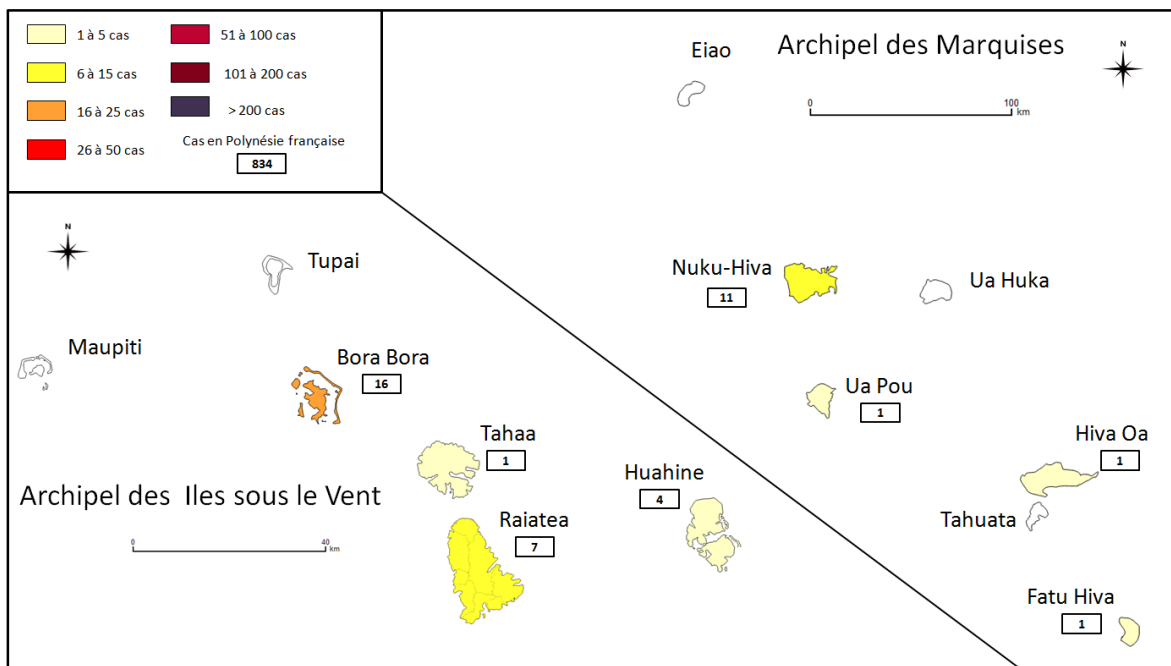 1 à 5 cas
51 à 100 cas
6 à 15 cas
101 à 200 cas
16 à 25 cas
> 200 cas
26 à 50 cas
Cas en Polynésie française
834
Archipel des Marquises
N
0 100
km
Eiao
Nuku-Hiva
11
Ua Huka
Ua Pou
1
Hiva Oa
1
Tahuata
Fatu Hiva
1
N
Tupai
Maupiti
Bora Bora
16
Tahaa
1
Huahine
4
Archipel des Iles sous le Vent
Raiatea
7
0 40
km